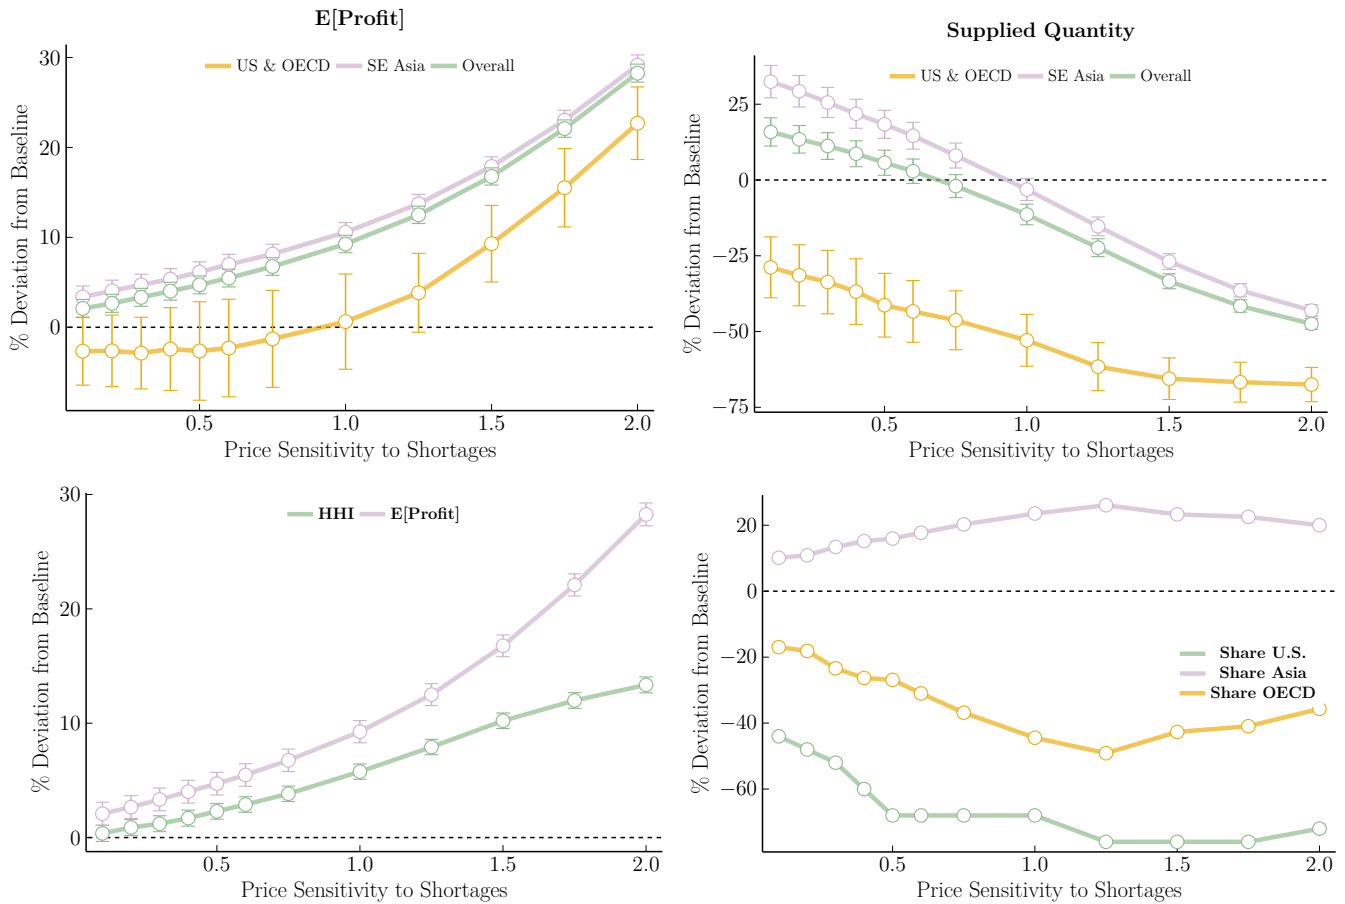 E[Profit]
US & OECD SE Asia Overall
% Deviation from Baseline
30
20
10
0
0.5 1.0 1.5 2.0
Price Sensitivity to Shortages
Supplied Quantity
US & OECD SE Asia Overall
% Deviation from Baseline
25
0
−25
−50
−75
0.5 1.0 1.5 2.0
Price Sensitivity to Shortages
HHI E[Profit]
% Deviation from Baseline
30
20
10
0
0.5 1.0 1.5 2.0
Price Sensitivity to Shortages
% Deviation from Baseline
20
0
−20
−40
−60
Share U.S.
Share Asia
Share OECD
0.5 1.0 1.5 2.0
Price Sensitivity to Shortages